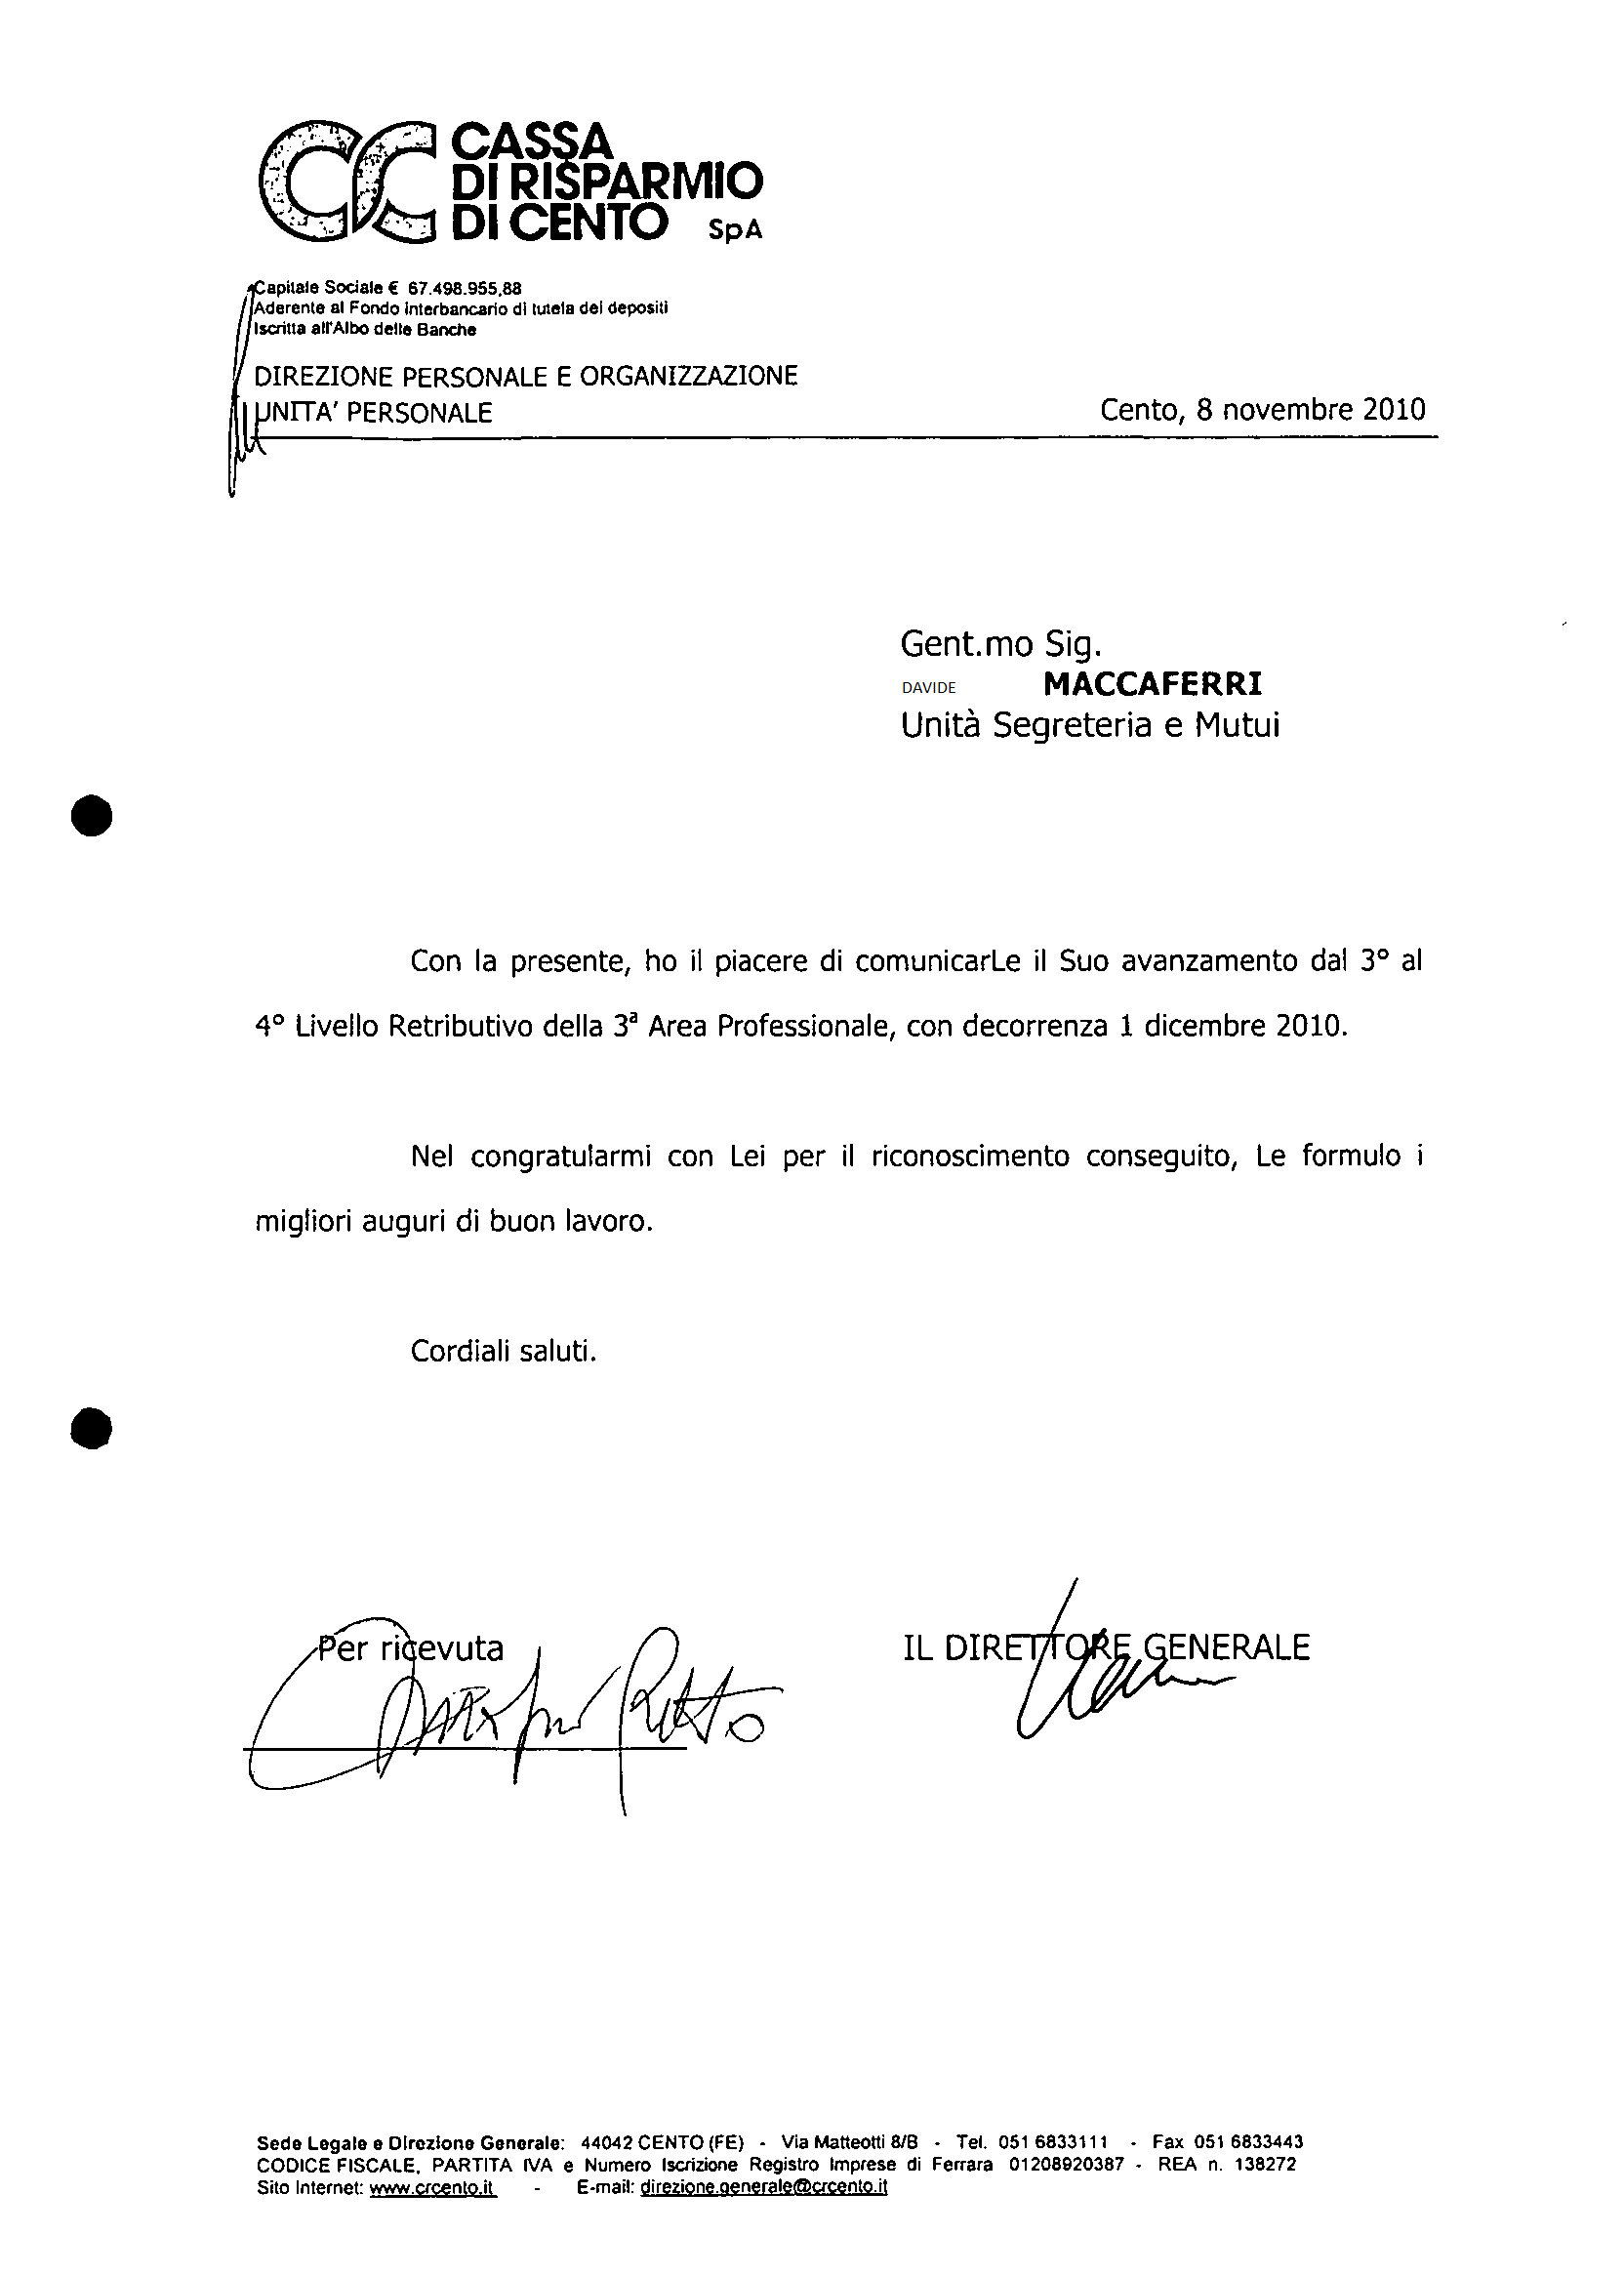 CASSA
DI RISPARMIO
DI CENTO SpA
Capitale Sociale € 67.498.955,88
Aderente al Fondo Interbancario di tutela dei depositi
Iscritta all'Albo delle Banche
DIREZIONE PERSONALE E ORGANIZZAZIONE
UNITA' PERSONALE
Cento, 8 novembre 2010
Gent.mo Sig.
DAVIDE MACCAFERRI
Unità Segreteria e Mutui
Con la presente, ho il piacere di comunicarLe il Suo avanzamento dal 3° al
4° Livello Retributivo della 3ª Area Professionale, con decorrenza 1 dicembre 2010.
Nel congratularmi con Lei per il riconoscimento conseguito, Le formulo i
migliori auguri di buon lavoro.
Cordiali saluti.
Per ricevuta
IL DIRETTORE GENERALE
Sede Legale e Direzione Generale: 44042 CENTO (FE) - Via Matteotti 8/B - Tel. 051 6833111 - Fax 051 6833443
CODICE FISCALE, PARTITA IVA e Numero Iscrizione Registro Imprese di Ferrara 01208920387 - REA n. 138272
Sito Internet: www.crcento.it - E-mail: direzione.generale@crcento.it